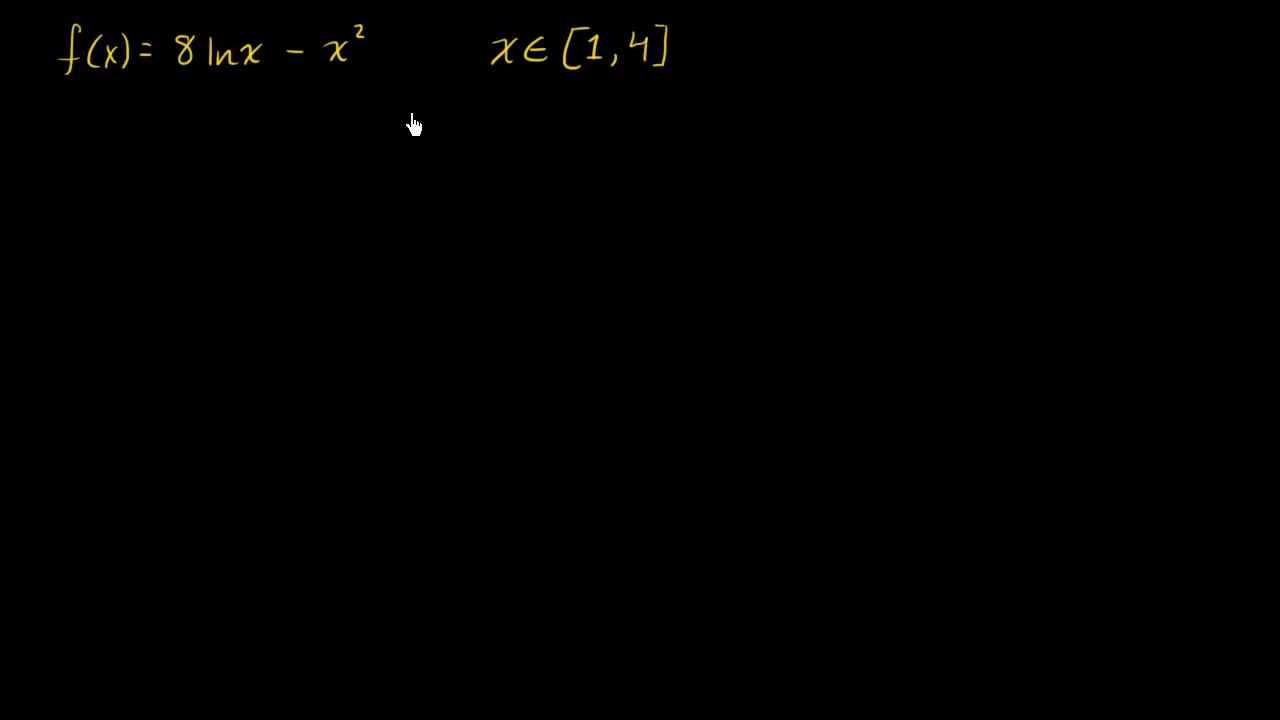 f(x) = 8 ln x − x² x ∈ [1, 4]